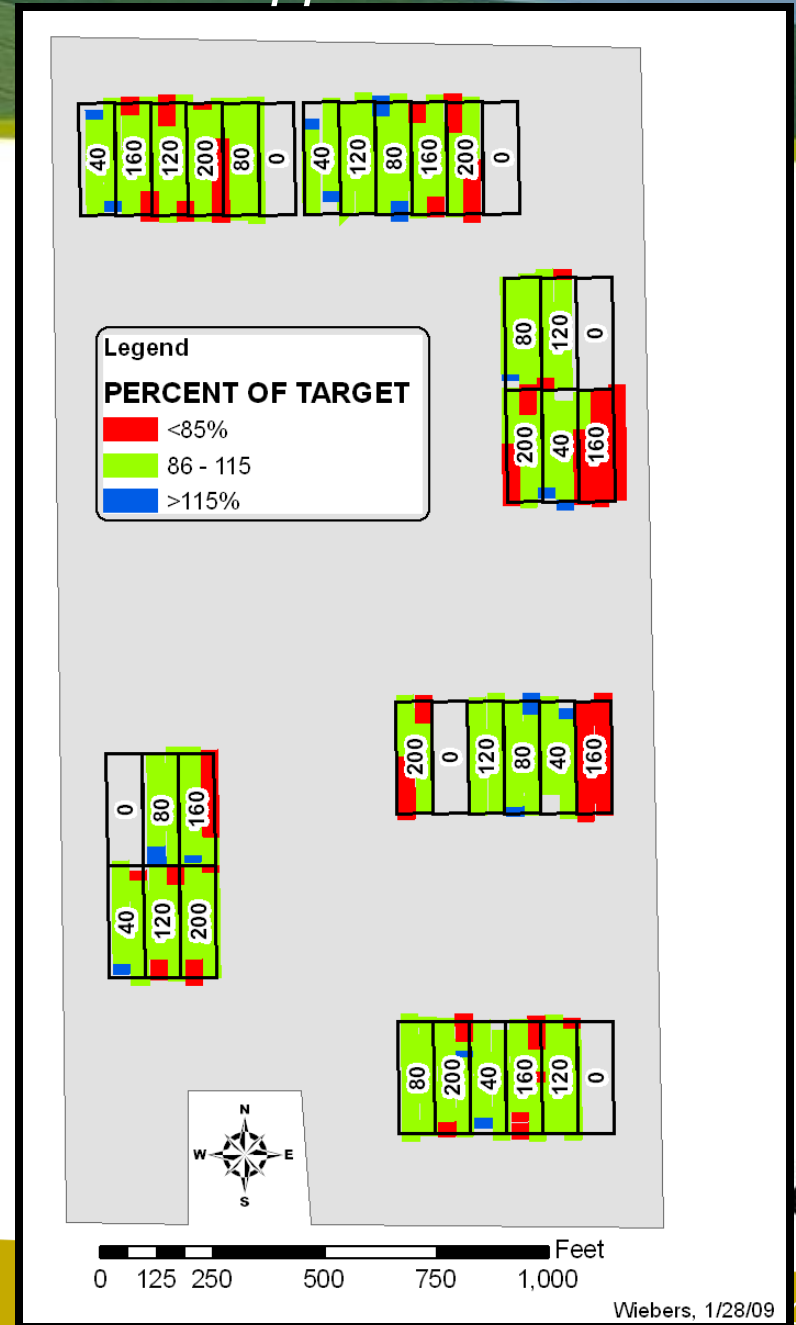 40 160 120 200 80 0
40 120 80 160 200 0
80 120 0
200 40 160
Legend
PERCENT OF TARGET
<85%
86 - 115
>115%
200 0 120 80 40 160
0 80 160
40 120 200
80 200 40 160 120 0
N
W E
S
Feet
0 125 250 500 750 1,000
Wiebers, 1/28/09